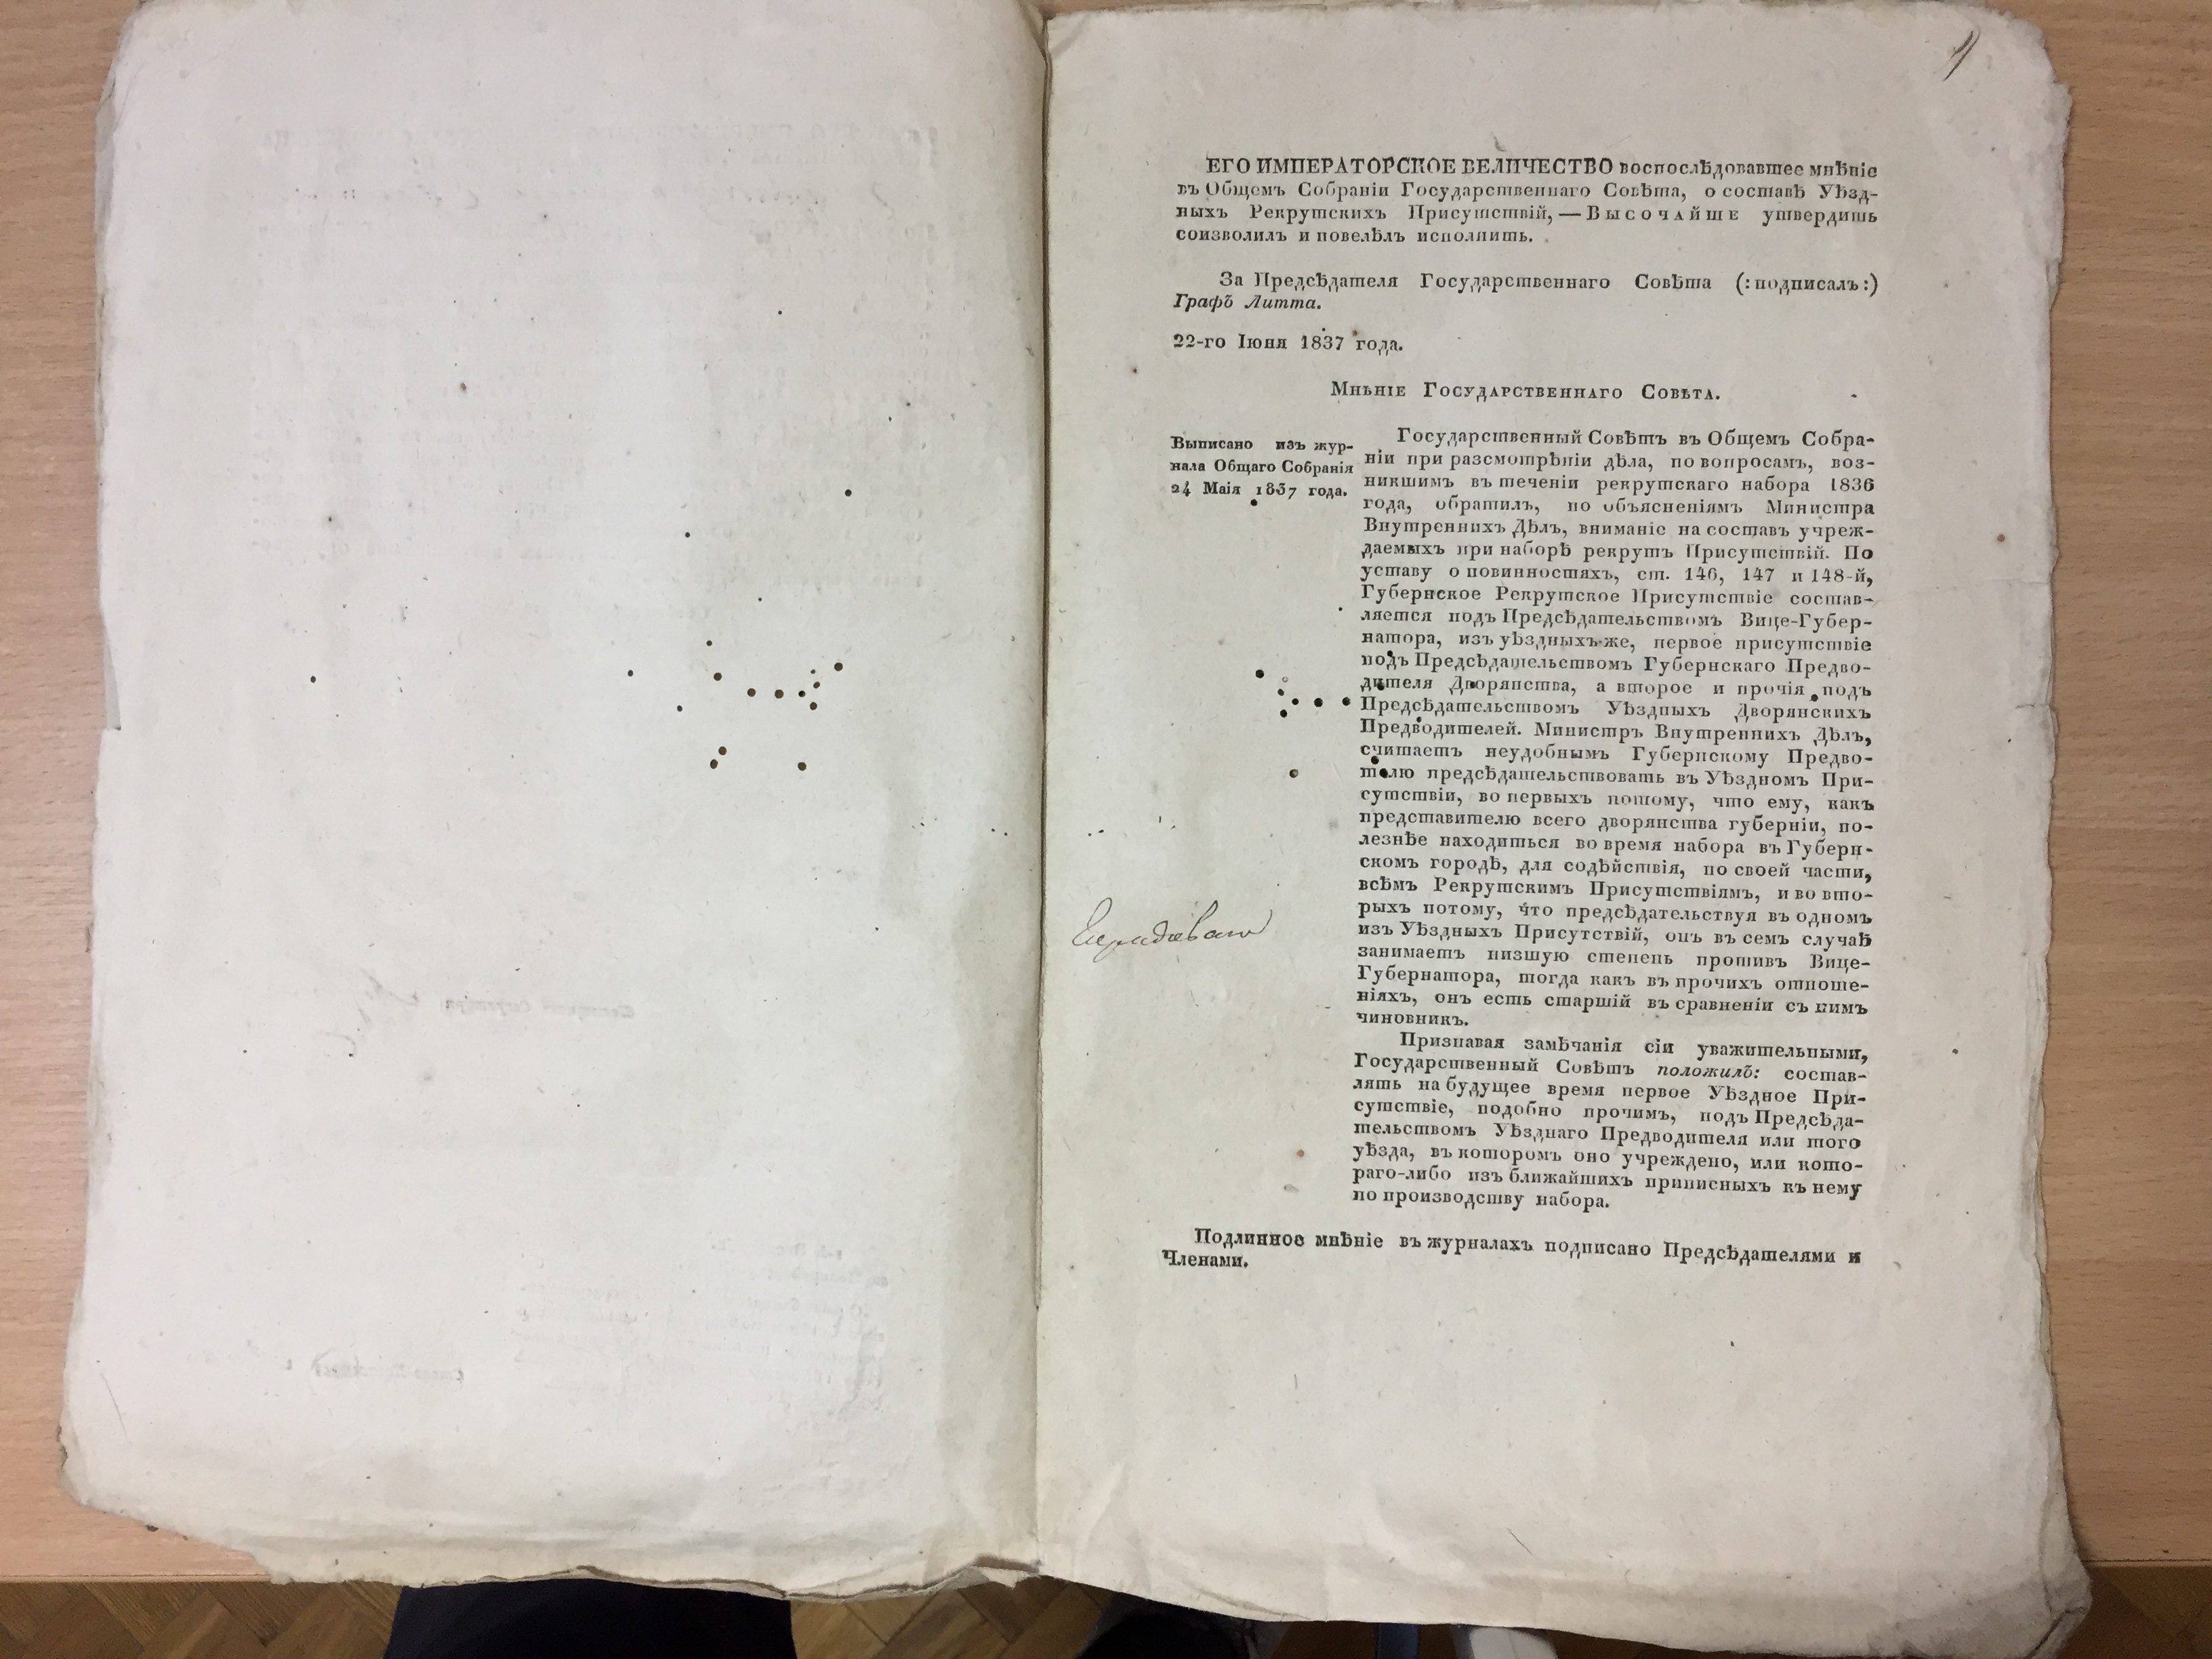 ЕГО ИМПЕРАТОРСКОЕ ВЕЛИЧЕСТВО воспослѣдовавшее мнѣніе
въ Общемъ Собраніи Государственнаго Совѣта, о составѣ Уѣзд-
ныхъ Рекрутскихъ Присутствій, — Высочайше утвердить
соизволилъ и повелѣлъ исполнить.
За Предсѣдателя Государственнаго Совѣта (:подписалъ:)
Графъ Литта.
22-го Іюня 1837 года.
Мнѣніе Государственнаго Совѣта.
Выписано изъ жур-
нала Общаго Собранія
24 Маія 1837 года.
Государственный Совѣтъ въ Общемъ Собра-
ніи при разсмотрѣніи дѣла, по вопросамъ, воз-
никшимъ въ теченіи рекрутскаго набора 1836
года, обратилъ, по объясненіямъ Министра
Внутреннихъ Дѣлъ, вниманіе на составъ учреж-
даемыхъ при наборѣ рекрутъ Присутствій. По
уставу о повинностяхъ, ст. 146, 147 и 148-й,
Губернское Рекрутское Присутствіе состав-
ляется подъ Предсѣдательствомъ Вице-Губер-
натора, изъ уѣздныхъ-же, первое присутствіе
подъ Предсѣдательствомъ Губернскаго Предво-
дителя Дворянства, а второе и прочія подъ
Предсѣдательствомъ Уѣздныхъ Дворянскихъ
Предводителей. Министръ Внутреннихъ Дѣлъ,
считаетъ неудобнымъ Губернскому Предво-
телю предсѣдательствовать въ Уѣздномъ При-
сутствіи, во первыхъ потому, что ему, какъ
представителю всего дворянства губерніи, по-
лезнѣе находиться во время набора въ Губерн-
скомъ городѣ, для содѣйствія, по своей части,
всѣмъ Рекрутскимъ Присутствіямъ, и во вто-
рыхъ потому, что предсѣдательствуя въ одномъ
изъ Уѣздныхъ Присутствій, онъ въ семъ случаѣ
занимаетъ низшую степень противъ Вице-
Губернатора, тогда какъ въ прочихъ отноше-
ніяхъ, онъ есть старшій въ сравненіи съ нимъ
чиновникъ.
Признавая замѣчанія сіи уважительными,
Государственный Совѣтъ положилъ: состав-
лять на будущее время первое Уѣздное При-
сутствіе, подобно прочимъ, подъ Предсѣда-
тельствомъ Уѣзднаго Предводителя или того
уѣзда, въ которомъ оно учреждено, или кото-
раго-либо изъ ближайшихъ приписныхъ къ нему
по производству набора.
Подлинное мнѣніе въ журналахъ подписано Предсѣдателями и
Членами.